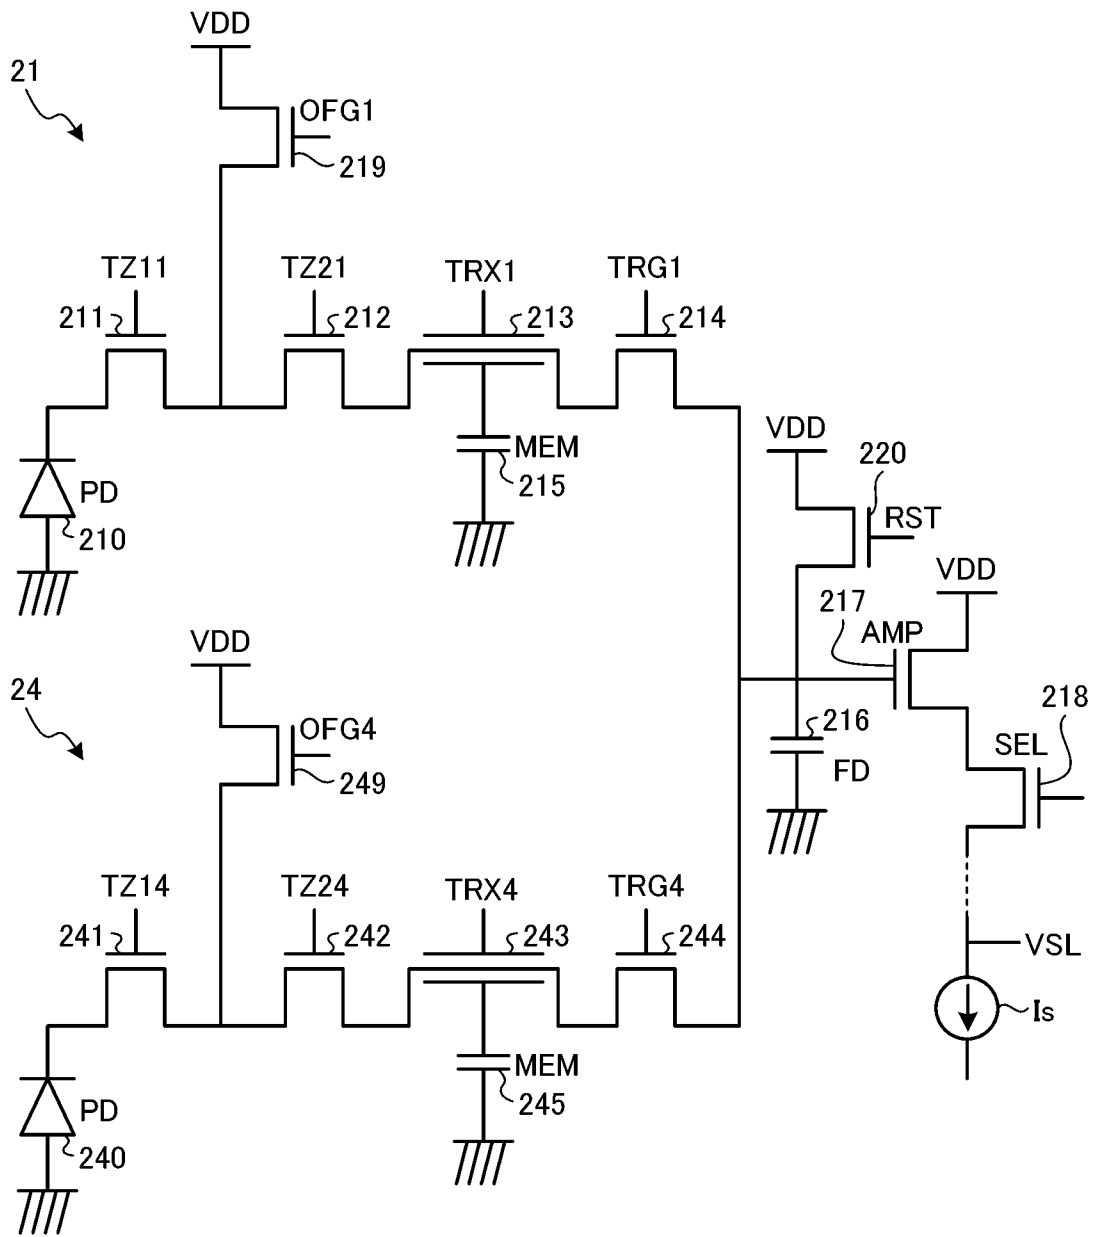 VDD
21
OFG1
219
TZ11 TZ21 TRX1 TRG1
211 212 213 214
VDD
220
MEM
215
PD
210
RST
VDD
217
AMP
VDD
24
OFG4
249
216
FD
218
SEL
TZ14 TZ24 TRX4 TRG4
241 242 243 244
VSL
Is
MEM
245
PD
240